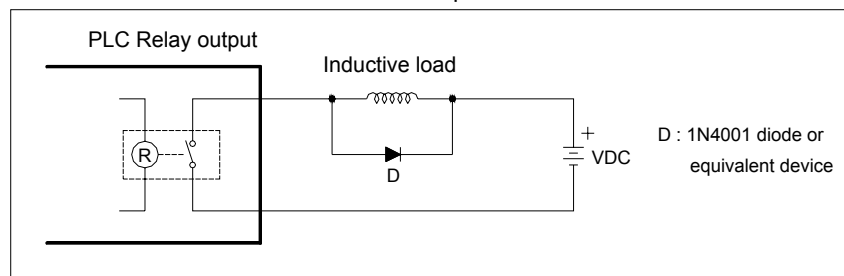 PLC Relay output
Inductive load
R
D
+
VDC
D : 1N4001 diode or
equivalent device